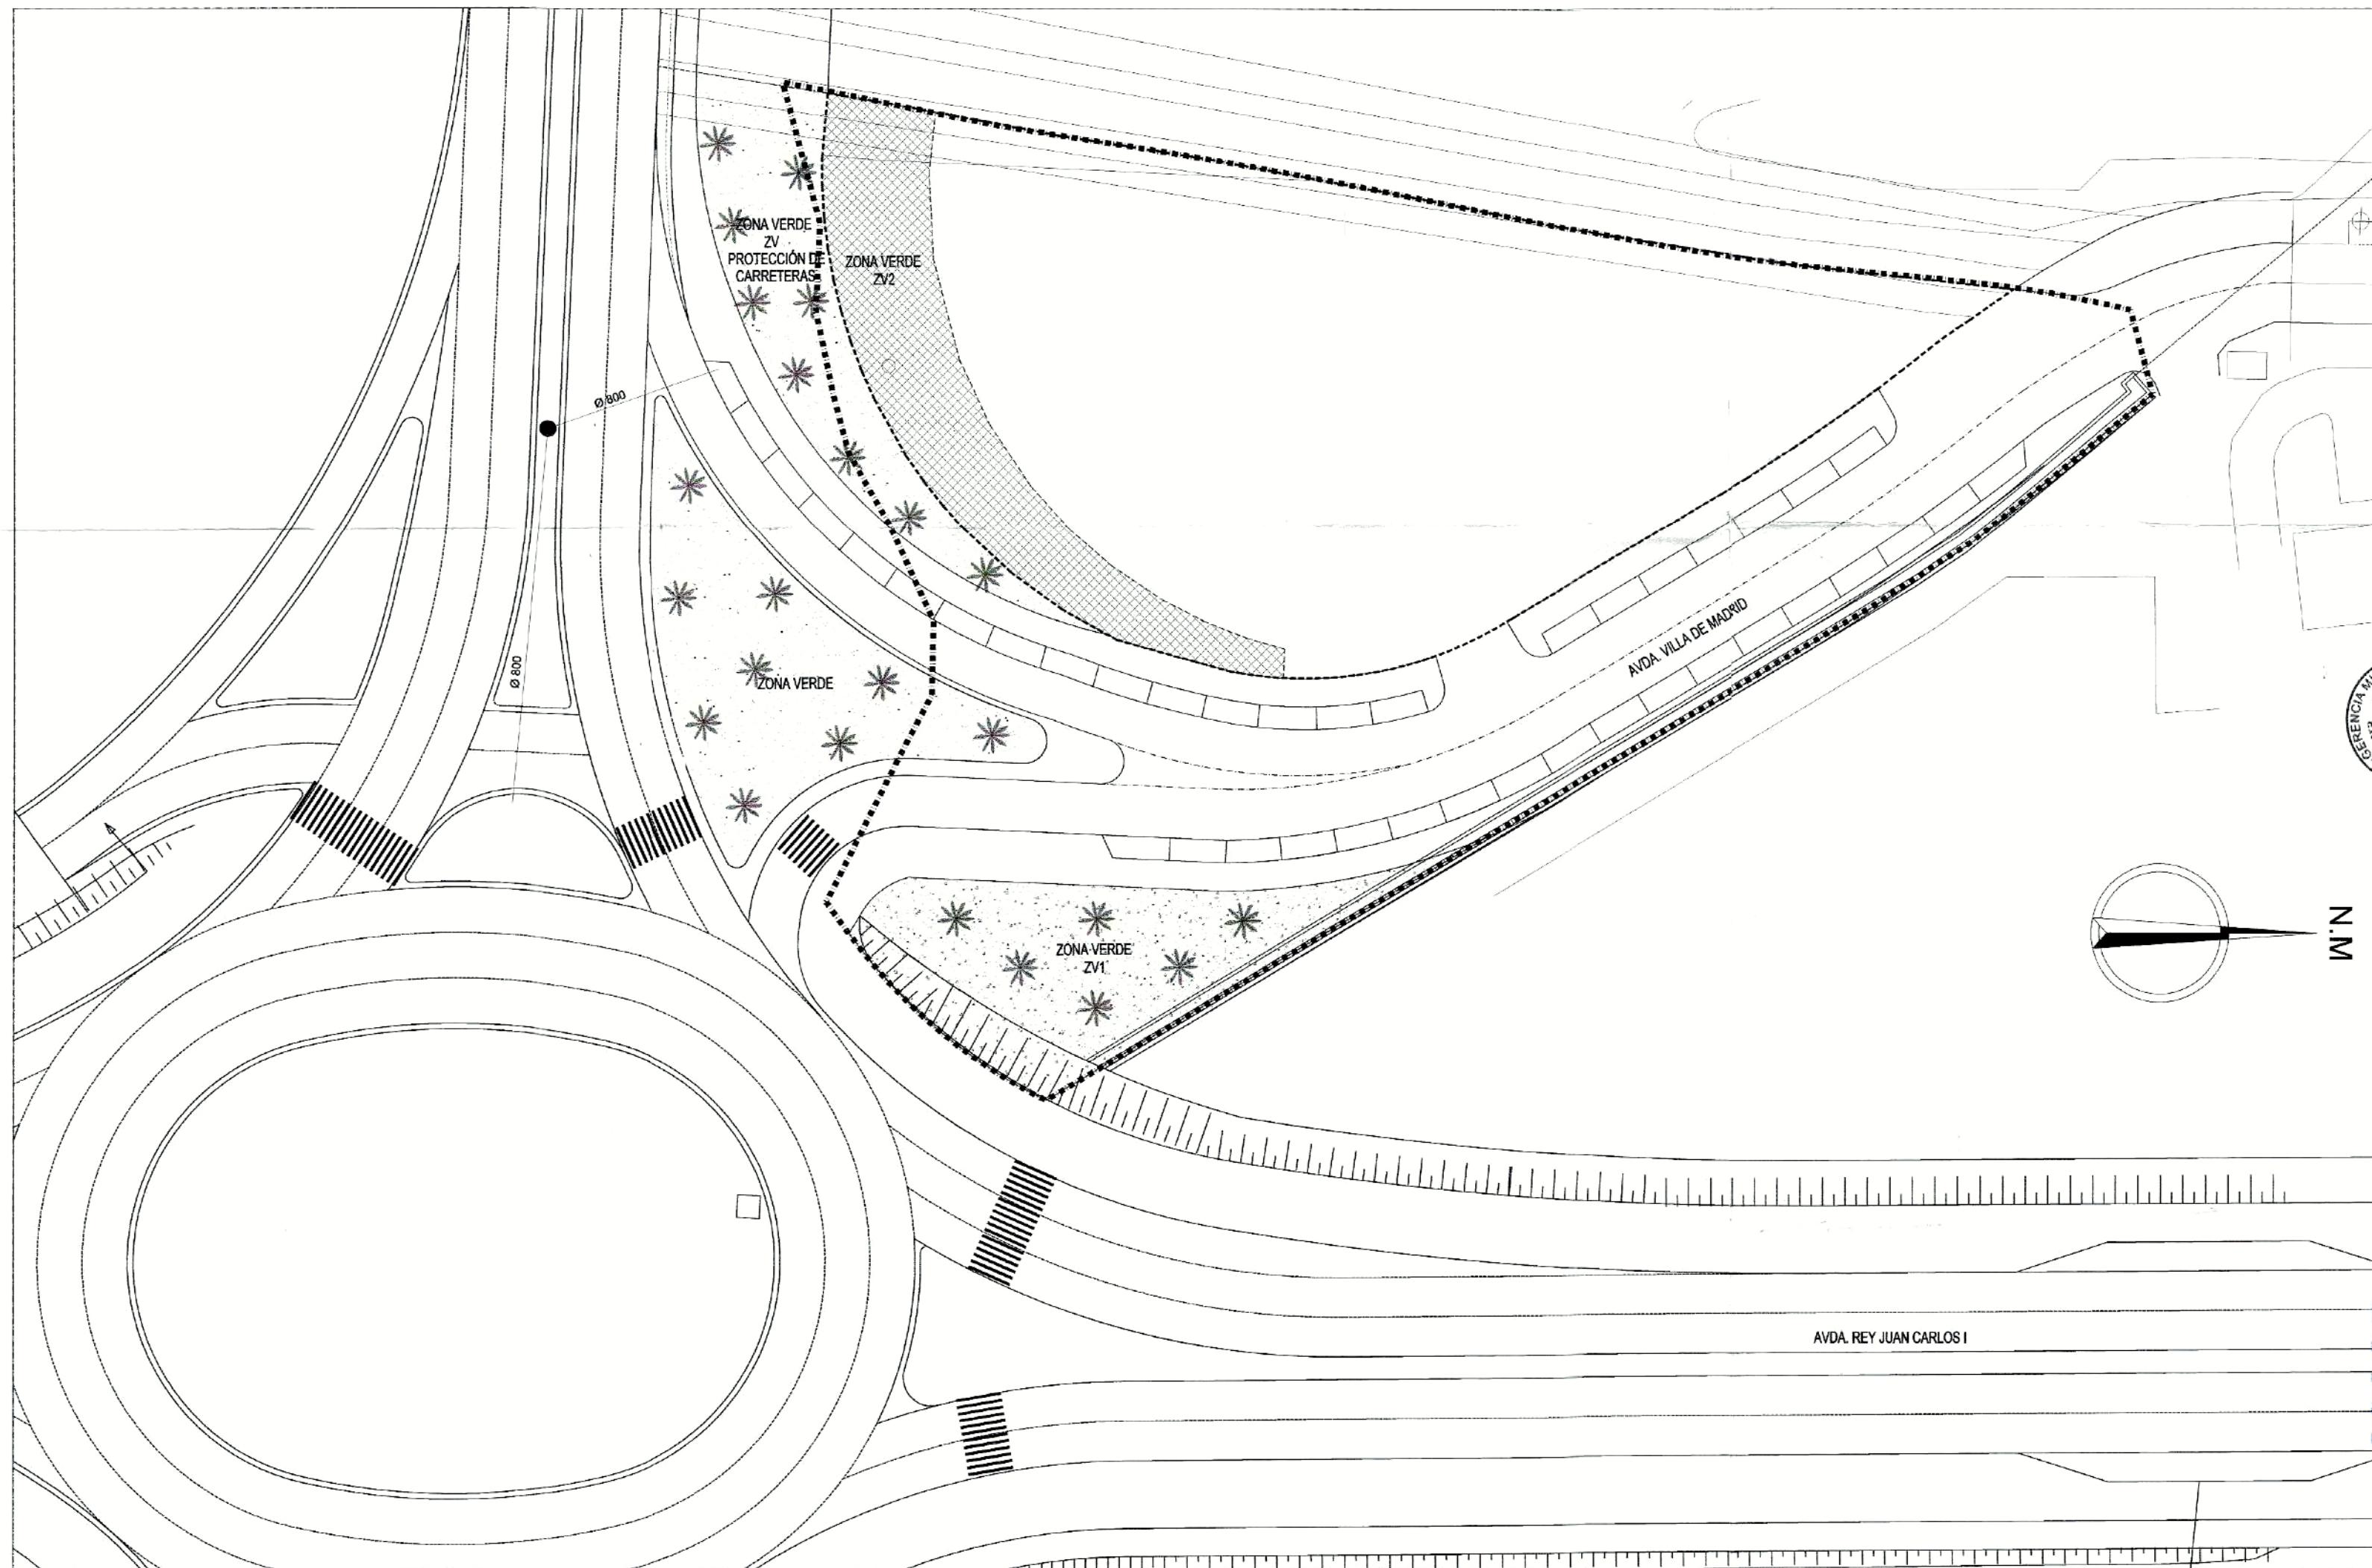 ZONA VERDE
ZV
PROTECCIÓN DE
CARRETERAS
ZONA VERDE
ZV2
Ø 800
Ø 800
ZONA VERDE
AVDA. VILLA DE MADRID
GERENCIA
ZONA VERDE
ZV1
N.M
AVDA. REY JUAN CARLOS I